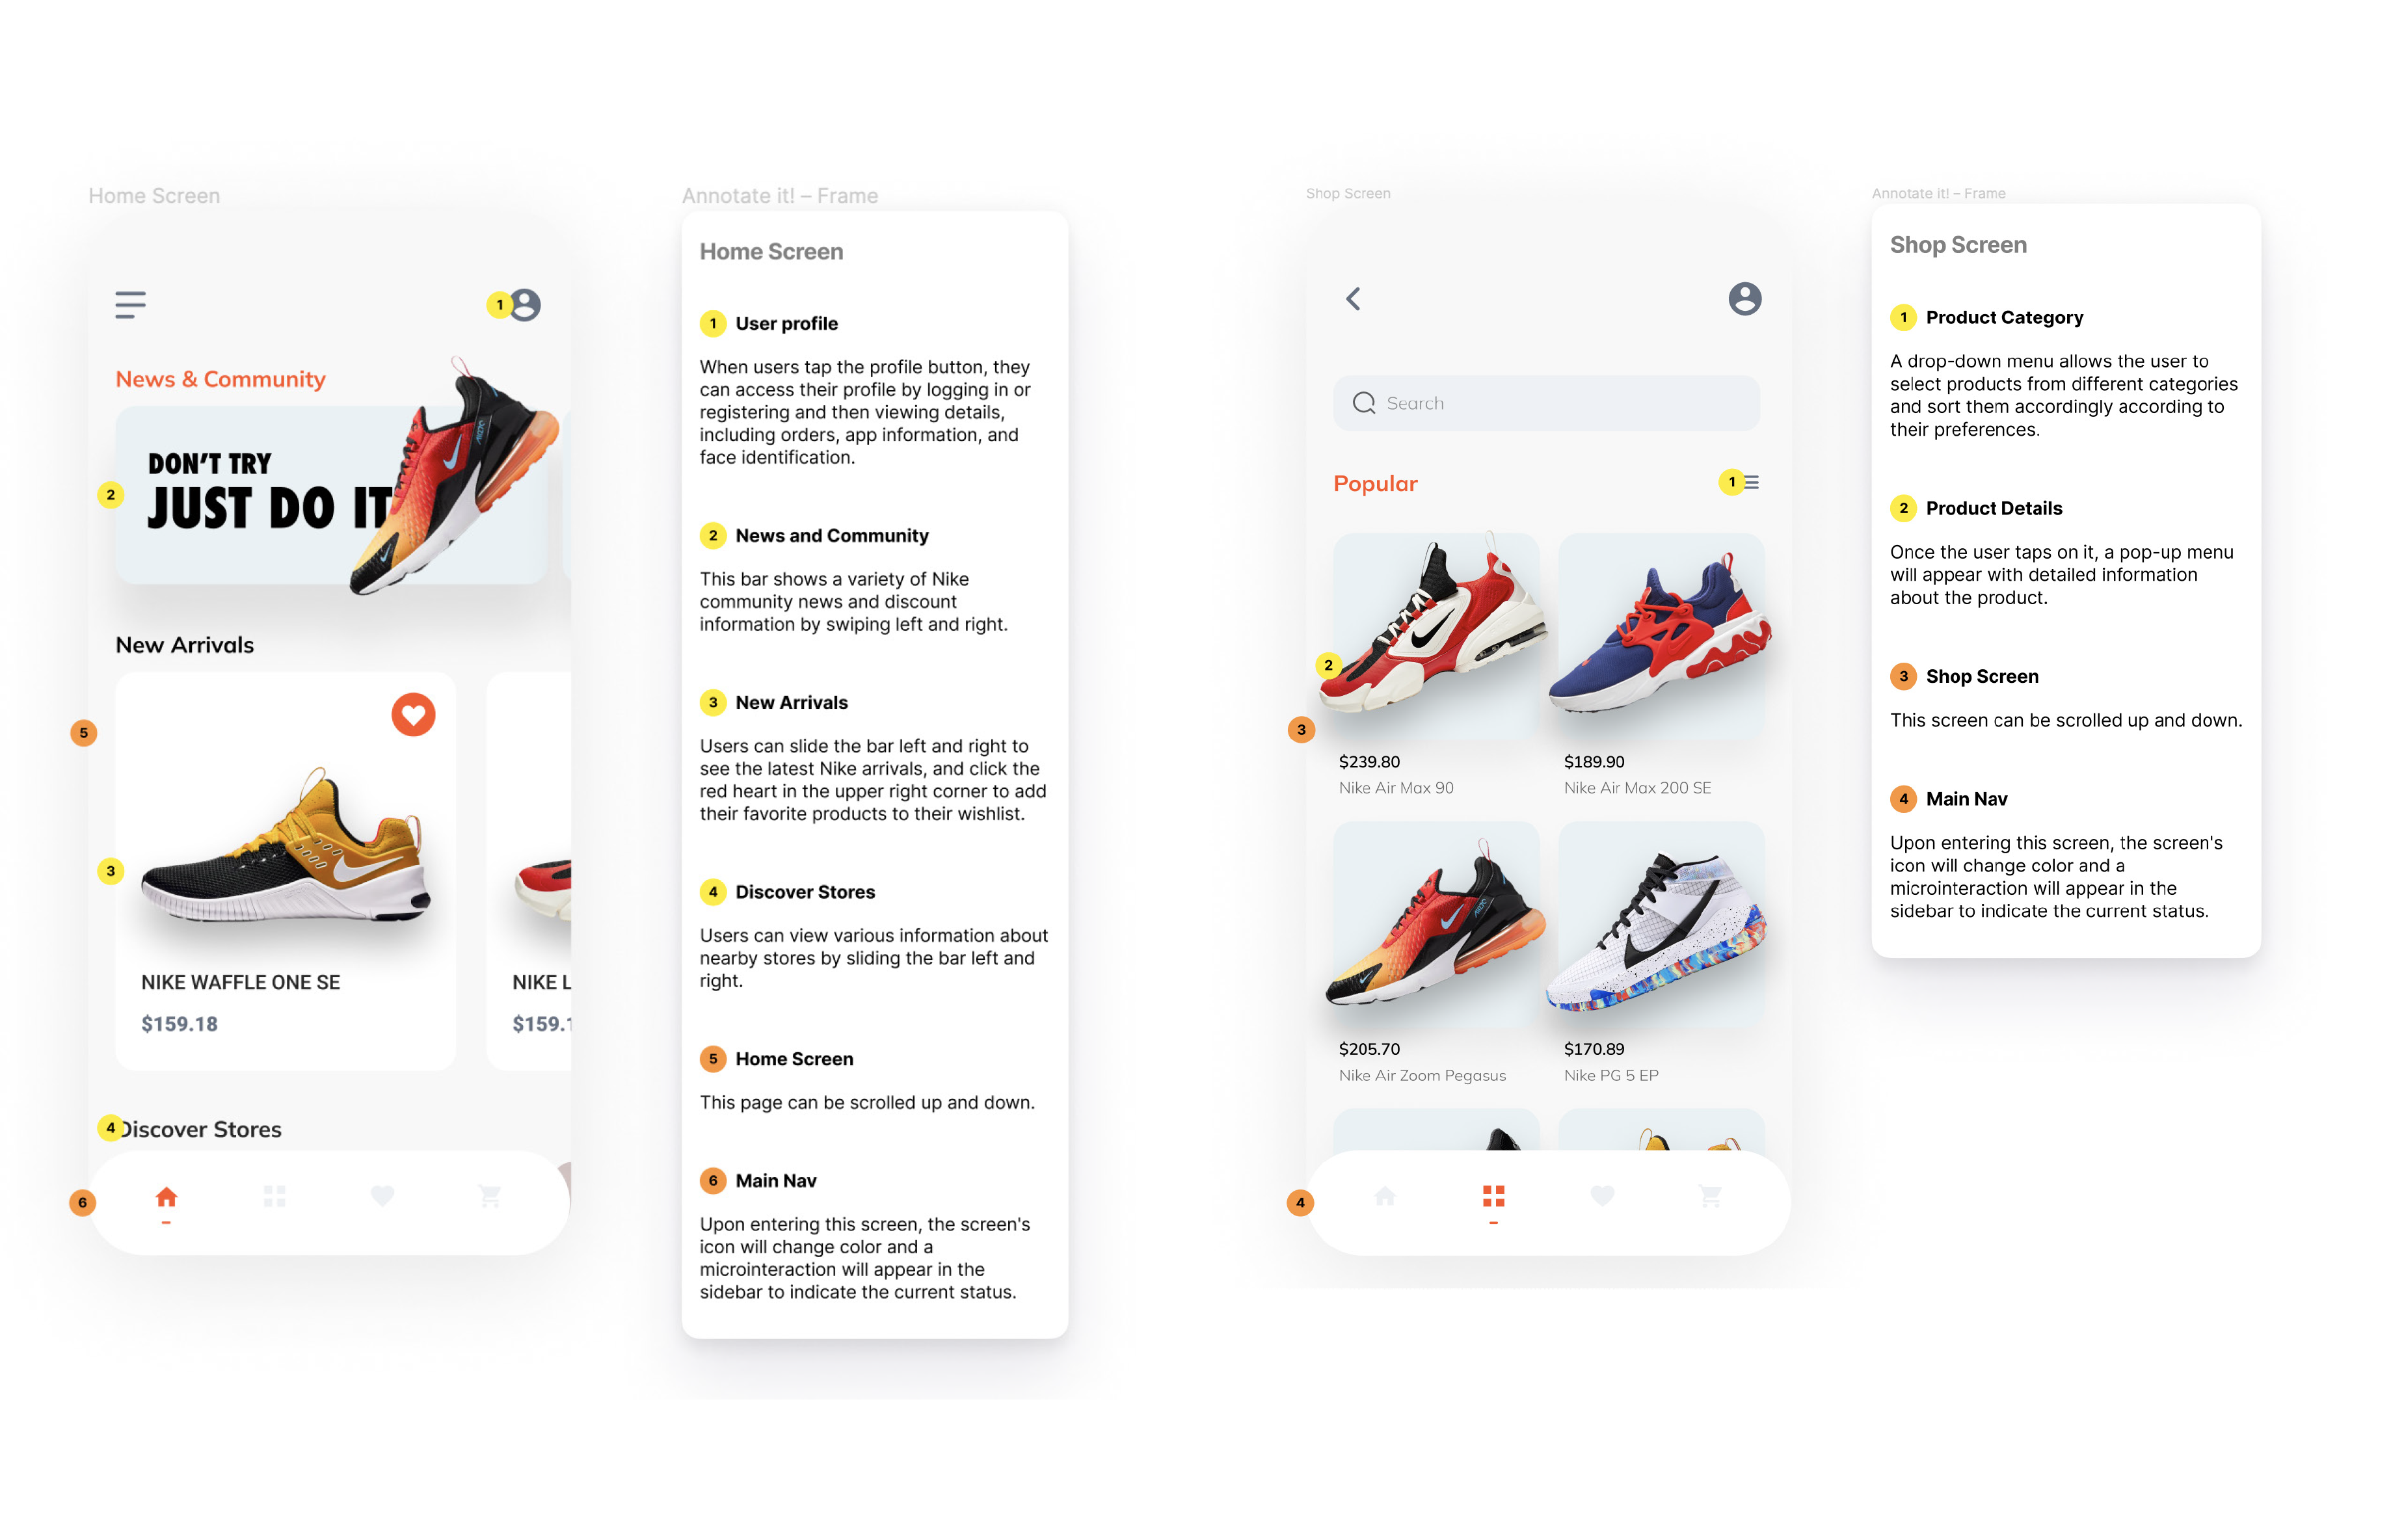 Home Screen
1
News & Community
DON'T TRY
JUST DO IT
2
New Arrivals
5
3
NIKE WAFFLE ONE SE
$159.18
NIKE L
$159.1
4
Discover Stores
6
Annotate it! – Frame
Home Screen
1 User profile
When users tap the profile button, they
can access their profile by logging in or
registering and then viewing details,
including orders, app information, and
face identification.
2 News and Community
This bar shows a variety of Nike
community news and discount
information by swiping left and right.
3 New Arrivals
Users can slide the bar left and right to
see the latest Nike arrivals, and click the
red heart in the upper right corner to add
their favorite products to their wishlist.
4 Discover Stores
Users can view various information about
nearby stores by sliding the bar left and
right.
5 Home Screen
This page can be scrolled up and down.
6 Main Nav
Upon entering this screen, the screen's
icon will change color and a
microinteraction will appear in the
sidebar to indicate the current status.
Shop Screen
Search
Popular
1
2
3
$239.80
Nike Air Max 90
$189.90
Nike Air Max 200 SE
$205.70
Nike Air Zoom Pegasus
$170.89
Nike PG 5 EP
4
Annotate it! – Frame
Shop Screen
1 Product Category
A drop-down menu allows the user to
select products from different categories
and sort them accordingly according to
their preferences.
2 Product Details
Once the user taps on it, a pop-up menu
will appear with detailed information
about the product.
3 Shop Screen
This screen can be scrolled up and down.
4 Main Nav
Upon entering this screen, the screen's
icon will change color and a
microinteraction will appear in the
sidebar to indicate the current status.